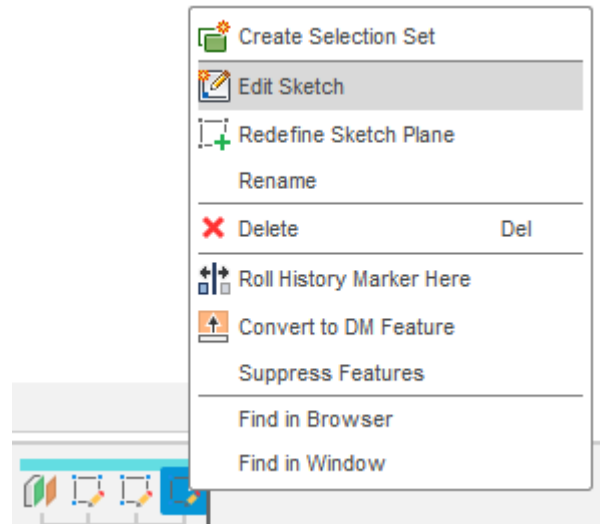 Create Selection Set
Edit Sketch
Redefine Sketch Plane
Rename
Delete Del
Roll History Marker Here
Convert to DM Feature
Suppress Features
Find in Browser
Find in Window